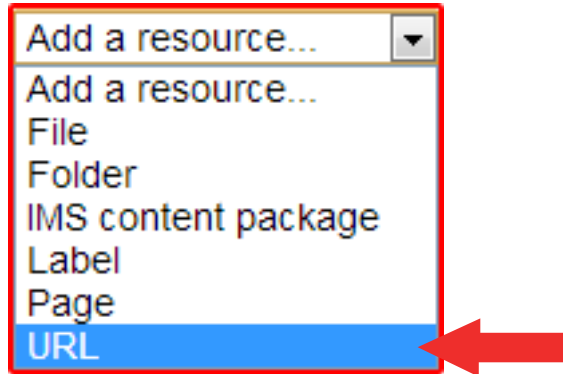 Add a resource...
Add a resource...
File
Folder
IMS content package
Label
Page
URL